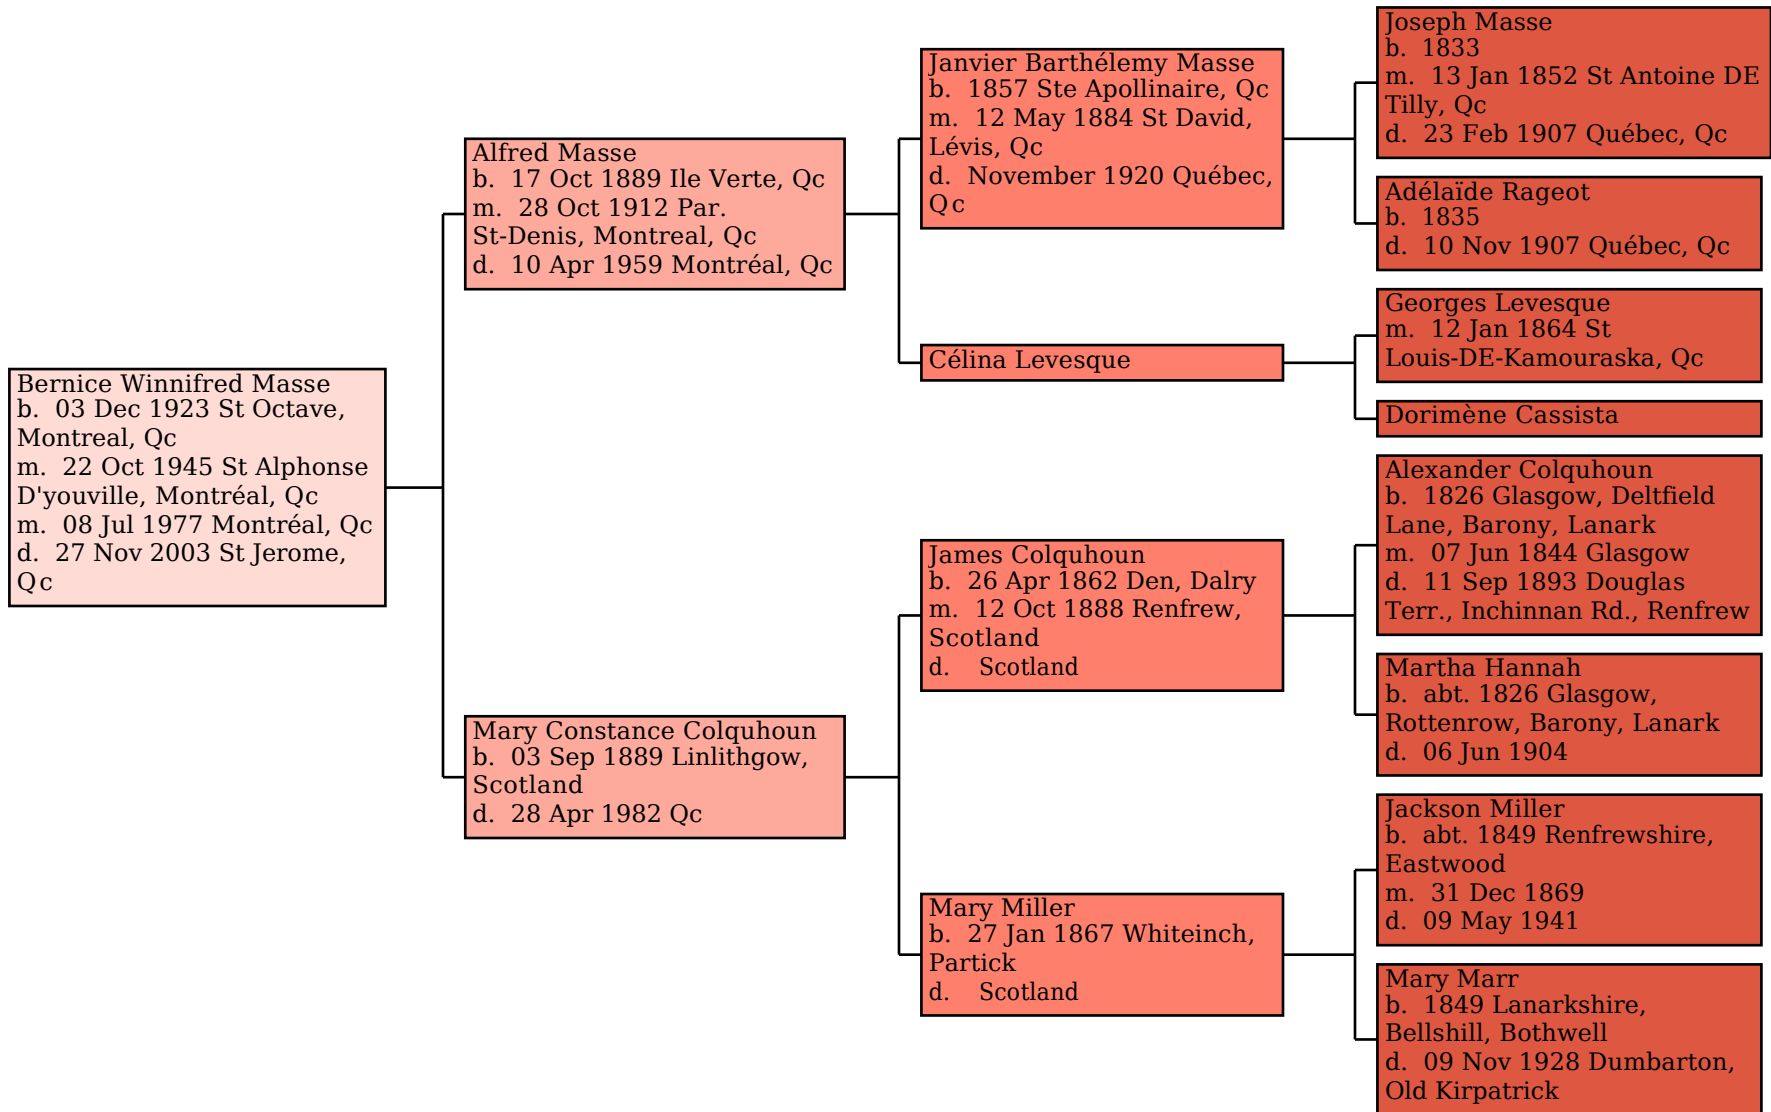 Bernice Winnifred Masse
b. 03 Dec 1923 St Octave,
Montreal, Qc
m. 22 Oct 1945 St Alphonse
D'youville, Montréal, Qc
m. 08 Jul 1977 Montréal, Qc
d. 27 Nov 2003 St Jerome,
Qc
Alfred Masse
b. 17 Oct 1889 Ile Verte, Qc
m. 28 Oct 1912 Par.
St-Denis, Montreal, Qc
d. 10 Apr 1959 Montréal, Qc
Mary Constance Colquhoun
b. 03 Sep 1889 Linlithgow,
Scotland
d. 28 Apr 1982 Qc
Janvier Barthélemy Masse
b. 1857 Ste Apollinaire, Qc
m. 12 May 1884 St David,
Lévis, Qc
d. November 1920 Québec,
Qc
Célina Levesque
James Colquhoun
b. 26 Apr 1862 Den, Dalry
m. 12 Oct 1888 Renfrew,
Scotland
d. Scotland
Mary Miller
b. 27 Jan 1867 Whiteinch,
Partick
d. Scotland
Joseph Masse
b. 1833
m. 13 Jan 1852 St Antoine DE
Tilly, Qc
d. 23 Feb 1907 Québec, Qc
Adélaïde Rageot
b. 1835
d. 10 Nov 1907 Québec, Qc
Georges Levesque
m. 12 Jan 1864 St
Louis-DE-Kamouraska, Qc
Dorimène Cassista
Alexander Colquhoun
b. 1826 Glasgow, Deltfield
Lane, Barony, Lanark
m. 07 Jun 1844 Glasgow
d. 11 Sep 1893 Douglas
Terr., Inchinnan Rd., Renfrew
Martha Hannah
b. abt. 1826 Glasgow,
Rottenrow, Barony, Lanark
d. 06 Jun 1904
Jackson Miller
b. abt. 1849 Renfrewshire,
Eastwood
m. 31 Dec 1869
d. 09 May 1941
Mary Marr
b. 1849 Lanarkshire,
Bellshill, Bothwell
d. 09 Nov 1928 Dumbarton,
Old Kirpatrick